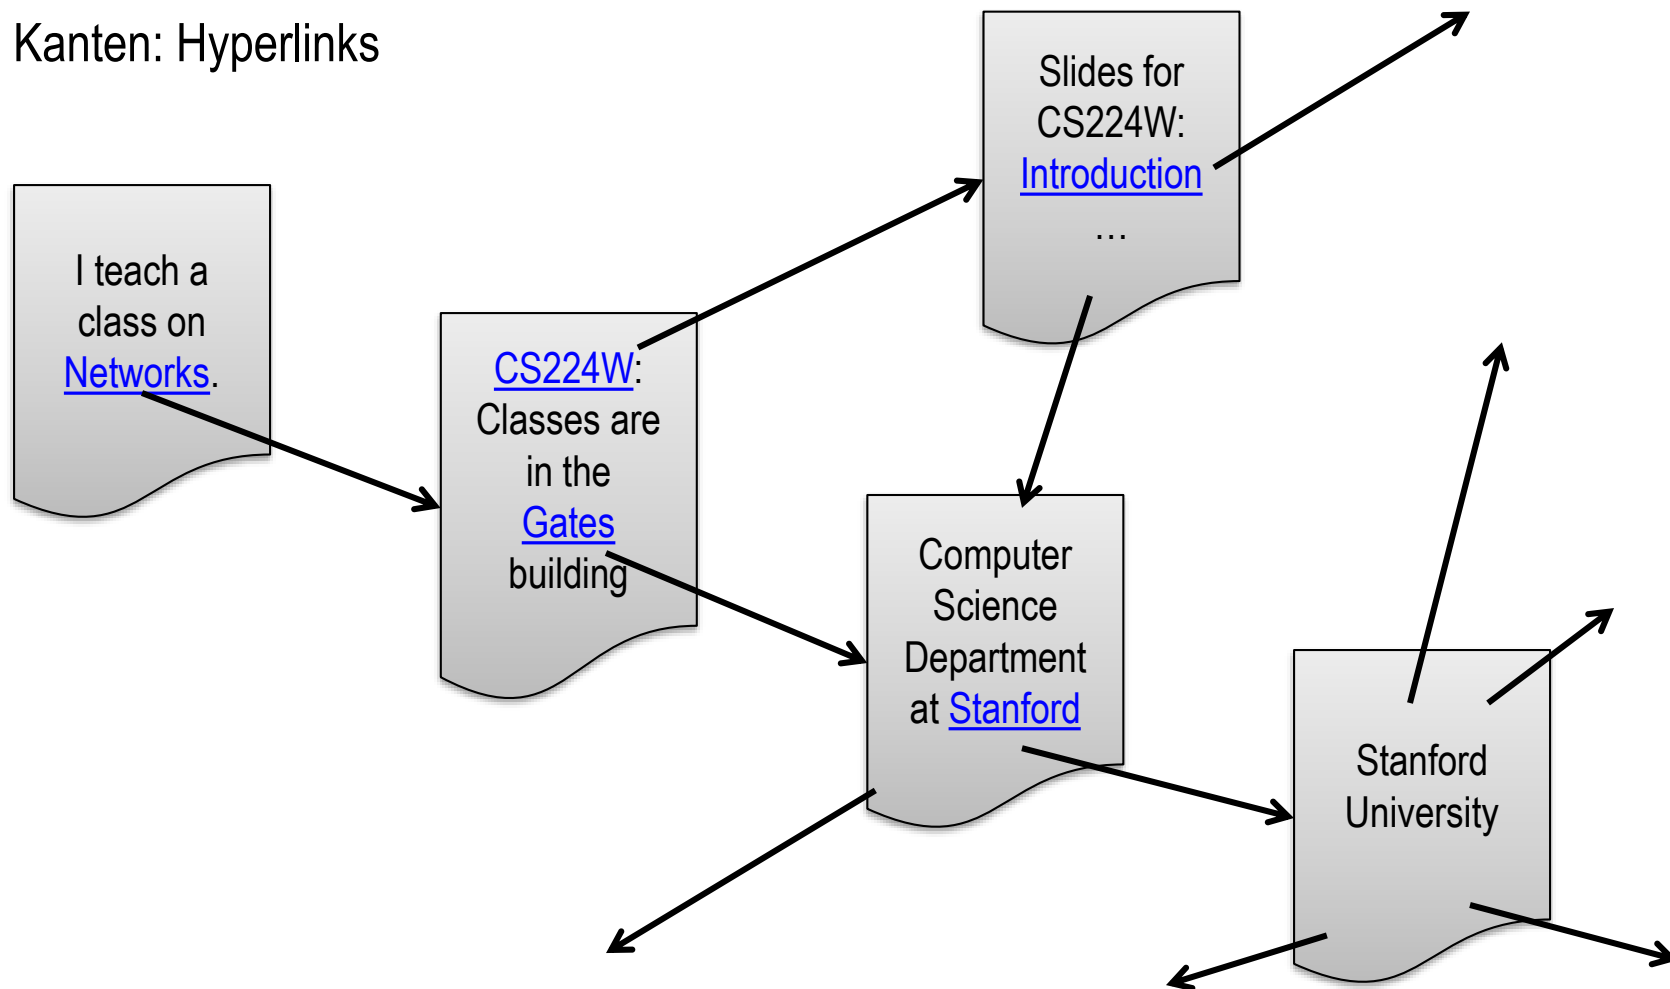 Kanten: Hyperlinks
I teach a
class on
Networks.
CS224W:
Classes are
in the
Gates
building
Slides for
CS224W:
Introduction
…
Computer
Science
Department
at Stanford
Stanford
University